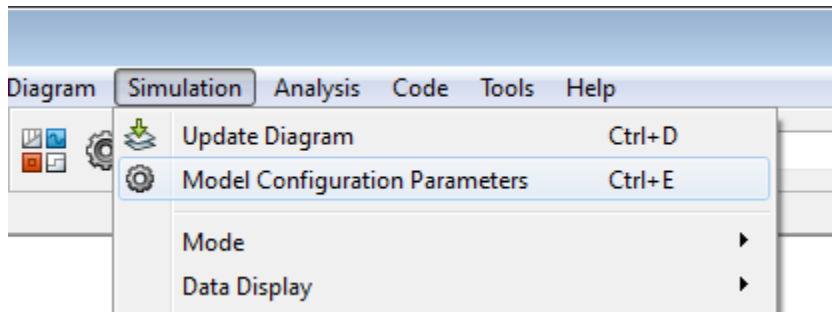 Diagram Simulation Analysis Code Tools Help
Update Diagram Ctrl+D
Model Configuration Parameters Ctrl+E
Mode
Data Display